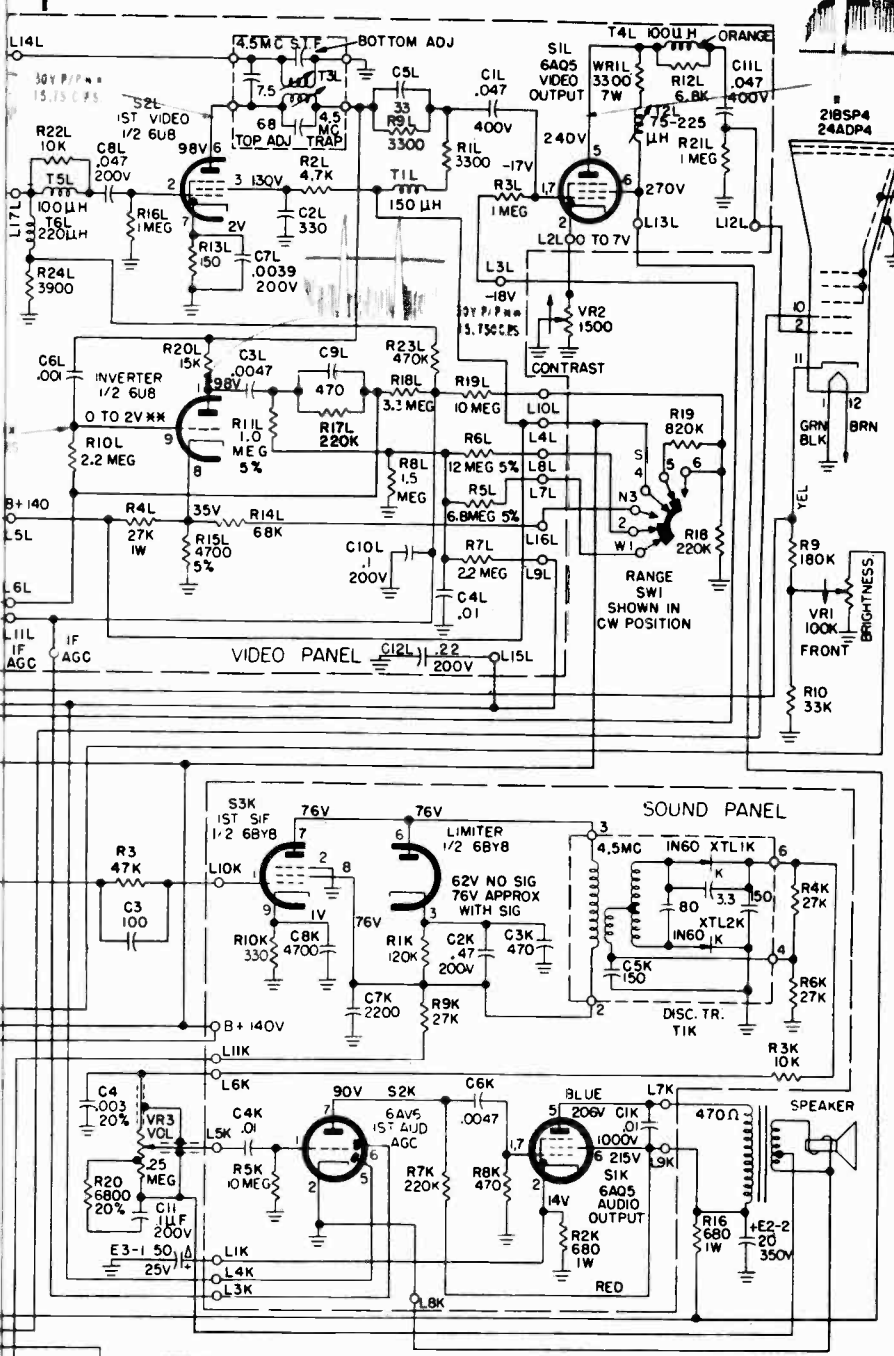 L14L
4.5MC S.I.F.
BOTTOM ADJ
7.5
T3L
68
4.5
MC
TOP ADJ
TRAP
C5L
33
R9L
3300
C1L
.047
400V
S1L
6AQ5
VIDEO
OUTPUT
T4L 100µH
ORANGE
WR1L
3300
7W
R12L
6.8K
C11L
.047
400V
T2L
75-225
µH
R21L
1 MEG
21BSP4
24ADP4
30V P/P **
15.75 CPS
S2L
1ST VIDEO
1/2 6U8
98V 6
R22L
10K
C8L
.047
200V
T5L
100µH
T6L
220µH
L17L
R24L
3900
R16L
1MEG
2
3 130V
7
2V
R13L
150
C7L
.0039
200V
R2L
4.7K
C2L
330
T1L
150 µH
R1L
3300
-17V
R3L
1 MEG
240V
5
1,7
6
270V
2
L13L
L12L
L2L
0 TO 7V
L3L
-18V
30V P/P **
15,750CPS
VR2
1500
CONTRAST
10
2
11
1
12
GRN
BLK
BRN
YEL
C6L
.001
R20L
15K
INVERTER
1/2 6U8
0 TO 2V**
9
8
1
98V
C3L
.0047
C9L
470
R17L
220K
R11L
1.0
MEG
5%
R23L
470K
R18L
3.3 MEG
R19L
10 MEG
L10L
L4L
L8L
L7L
R6L
12 MEG 5%
R8L
1.5
MEG
R5L
6.8MEG 5%
R10L
2.2 MEG
B+140
L5L
R4L
27K
1W
35V
R15L
4700
5%
R14L
68K
L16L
C10L
.1
200V
R7L
22 MEG
L9L
C4L
.01
R19
820K
S
4
5
6
N3
2
W1
R18
220K
RANGE
SW1
SHOWN IN
CW POSITION
R9
180K
VR1
100K
FRONT
BRIGHTNESS
R10
33K
L6L
L11L
IF
AGC
IF
AGC
VIDEO PANEL
C12L
.22
200V
L15L
S3K
1ST SIF
1/2 6BY8
76V
7
76V
6
LIMITER
1/2 6BY8
SOUND PANEL
R3
47K
C3
100
L10K
1
2
8
9
1V
76V
R10K
330
C8K
4700
62V NO SIG
76V APPROX
WITH SIG
3
R1K
120K
C2K
.47
200V
C3K
470
C7K
2200
R9K
27K
3
4.5MC
IN60
XTL1K
K
3.3
80
150
XTL2K
IN60
K
C5K
150
2
6
4
R4K
27K
R6K
27K
DISC. TR.
T1K
B+140V
L11K
L6K
R3K
10K
C4
.003
20%
VR3
VOL
.25
MEG
L5K
C4K
.01
R5K
10MEG
R20
6800
20%
C11
.1µF
200V
E3-1 50
25V
L1K
L4K
L3K
90V
7
S2K
6AV5
1ST AUD
AGC
1
6
5
2
C6K
.0047
R7K
220K
R8K
470
1,7
BLUE
5
206V
C1K
.01
1000V
6 215V
S1K
6AQ5
AUDIO
OUTPUT
2
14V
R2K
680
1W
RED
L8K
L7K
L9K
470Ω
SPEAKER
R16
680
1W
+E2-2
20
350V